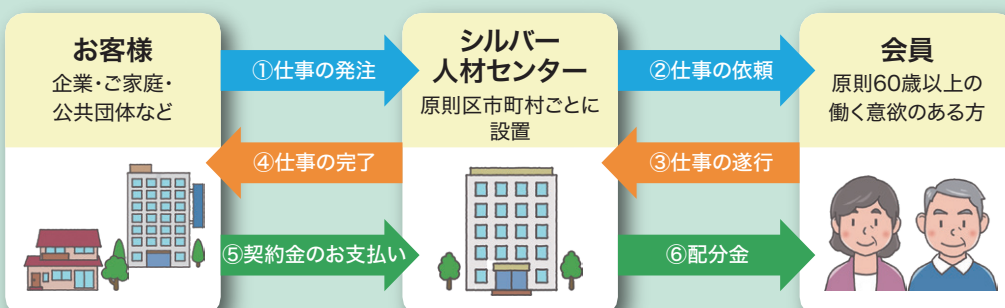 お客様
企業・ご家庭・
公共団体など
①仕事の発注
シルバー
人材センター
原則区市町村ごとに
設置
②仕事の依頼
会員
原則60歳以上の
働く意欲のある方
④仕事の完了
③仕事の遂行
⑤契約金のお支払い
⑥配分金